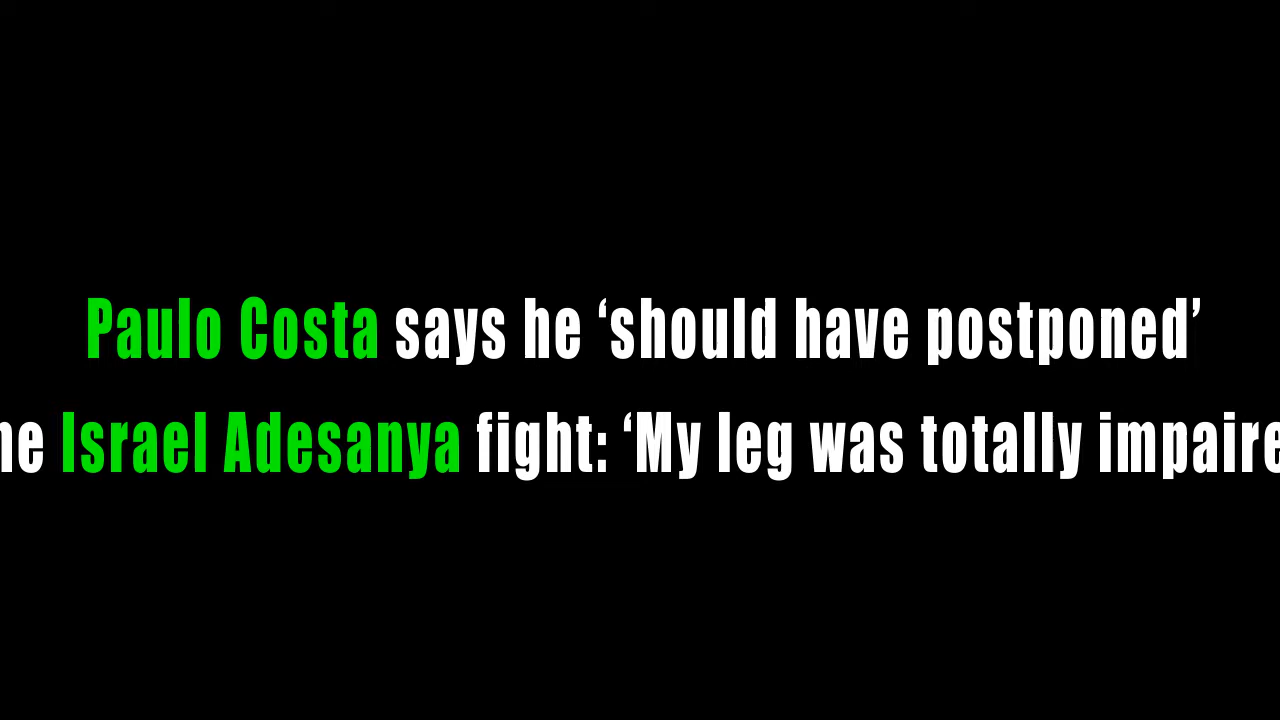 Paulo Costa says he ‘should have postponed’
he Israel Adesanya fight: ‘My leg was totally impaire